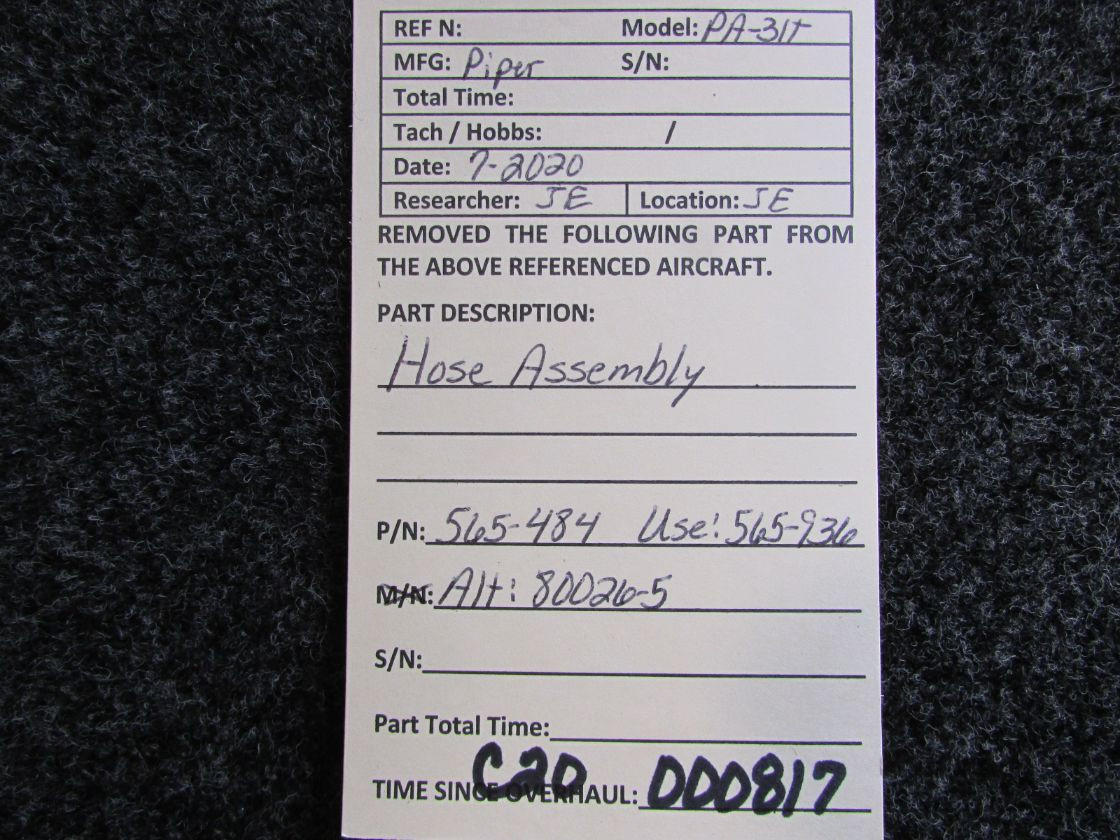 REF N: Model: PA-31T
MFG: Piper S/N:
Total Time:
Tach / Hobbs: /
Date: 7-2020
Researcher: JE Location: JE
REMOVED THE FOLLOWING PART FROM
THE ABOVE REFERENCED AIRCRAFT.
PART DESCRIPTION:
Hose Assembly
P/N: 565-484 Use: 565-936
M/N: Alt: 80026-5
S/N:
Part Total Time:
C20
TIME SINCE OVERHAUL: DDD817